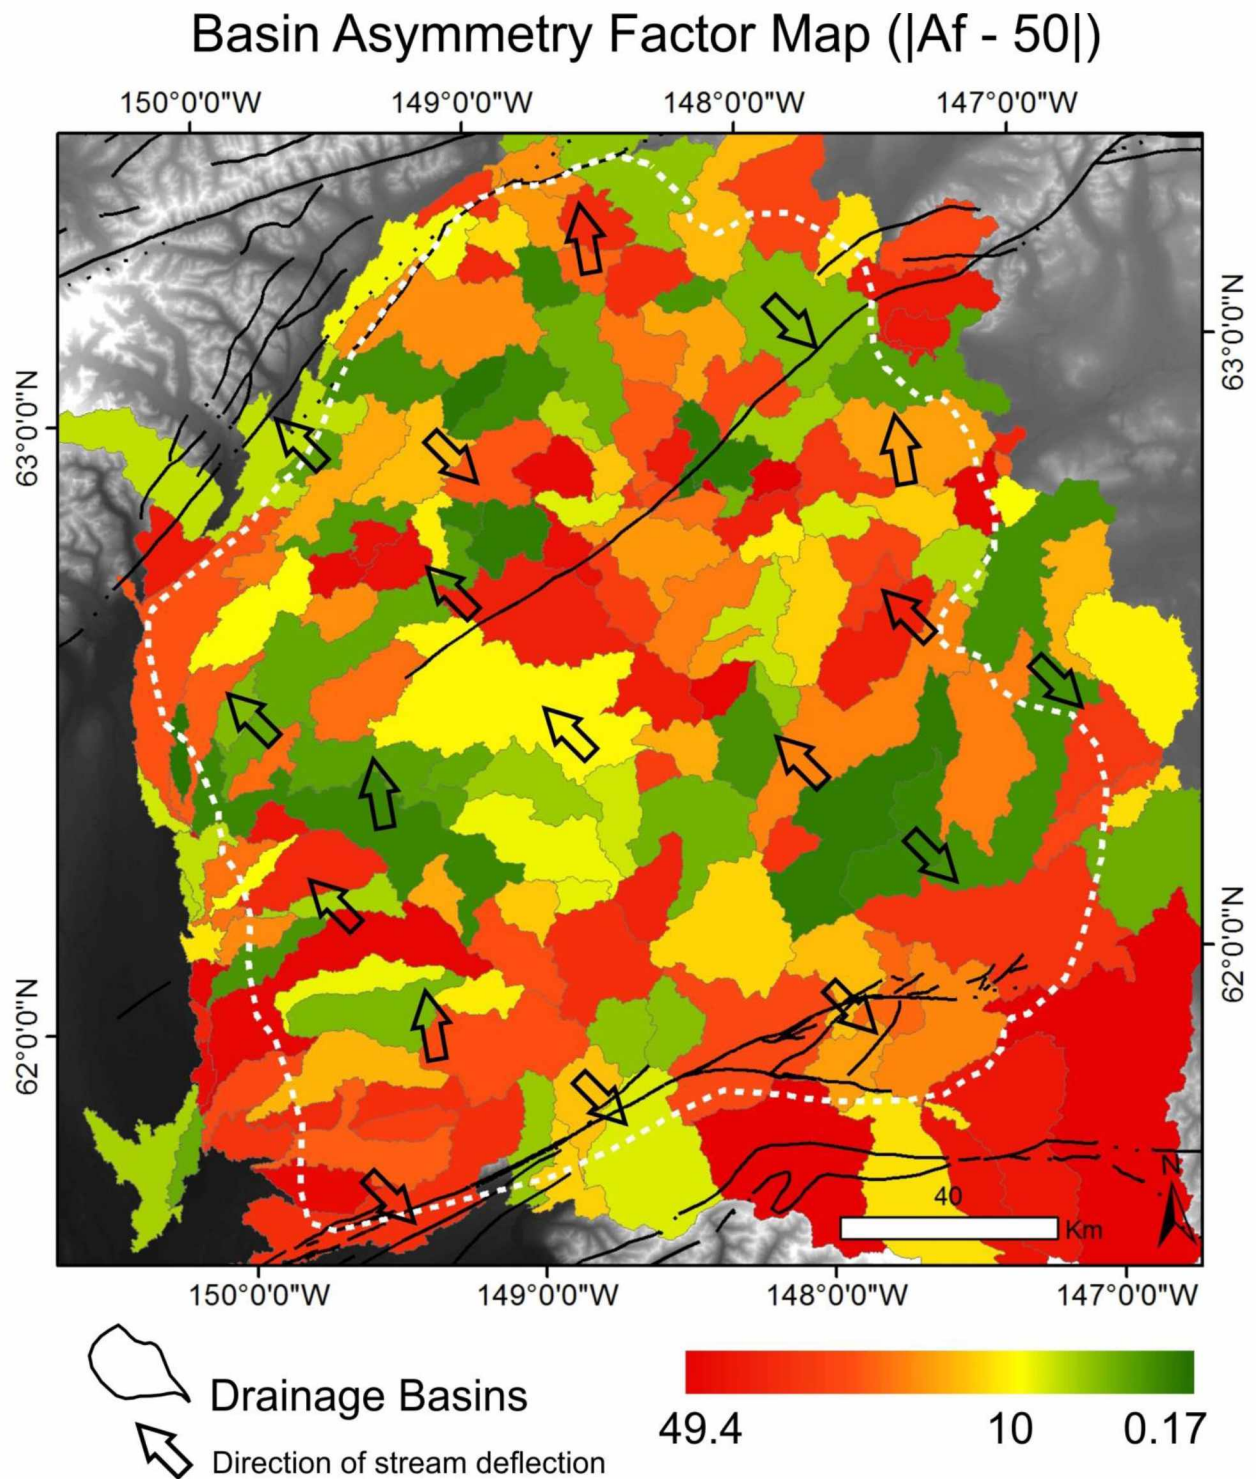 Basin Asymmetry Factor Map (|Af - 50|)
150°0'0"W 149°0'0"W 148°0'0"W 147°0'0"W
63°0'0"N
63°0'0"N
62°0'0"N
62°0'0"N
N
40
Km
150°0'0"W 149°0'0"W 148°0'0"W 147°0'0"W
Drainage Basins
Direction of stream deflection
49.4 10 0.17